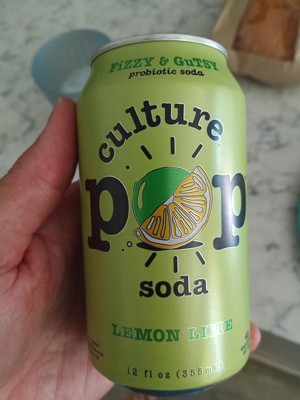 FiZZY & GuTSY
probiotic soda
culture
pop
soda
LEMON LIME
12 fl oz (355 mL)